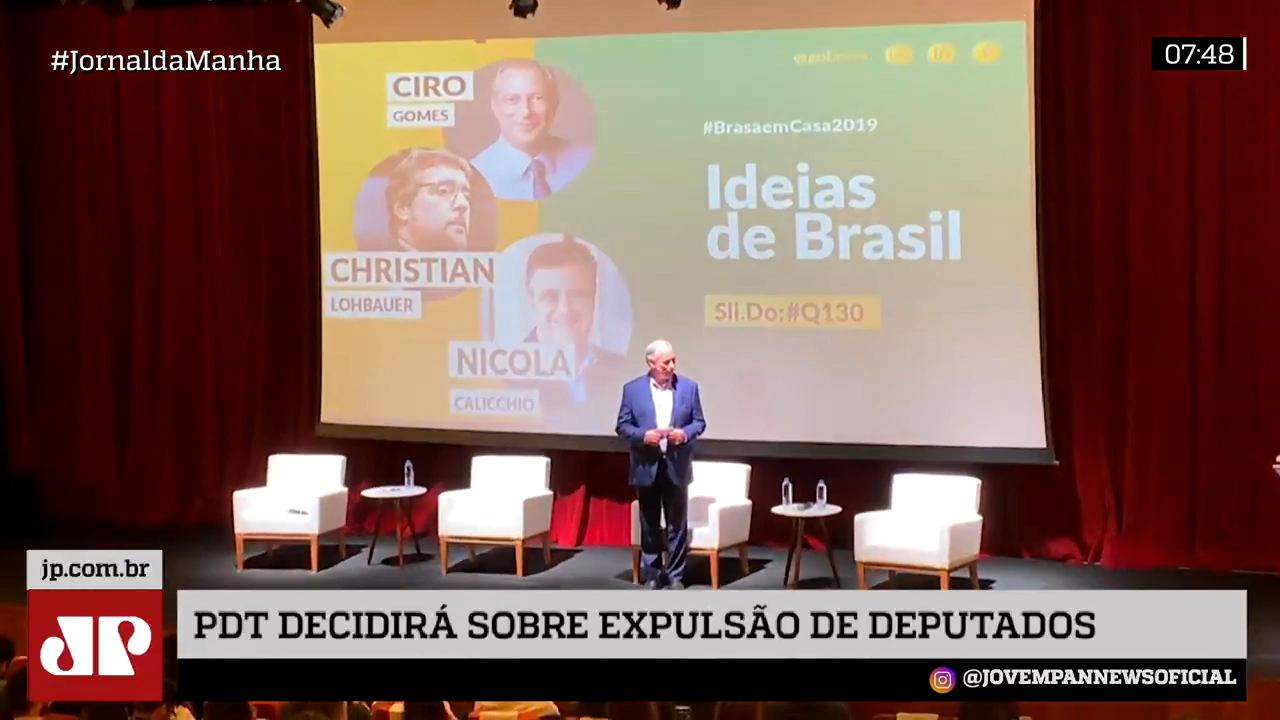 #JornaldaManha
07:48
CIRO
GOMES
#BrasaemCasa2019
Ideias
de Brasil
CHRISTIAN
LOHBAUER
Sli.Do:#Q130
NICOLA
CALICCHIO
jp.com.br
JP
PDT DECIDIRÁ SOBRE EXPULSÃO DE DEPUTADOS
@JOVEMPANNEWSOFICIAL